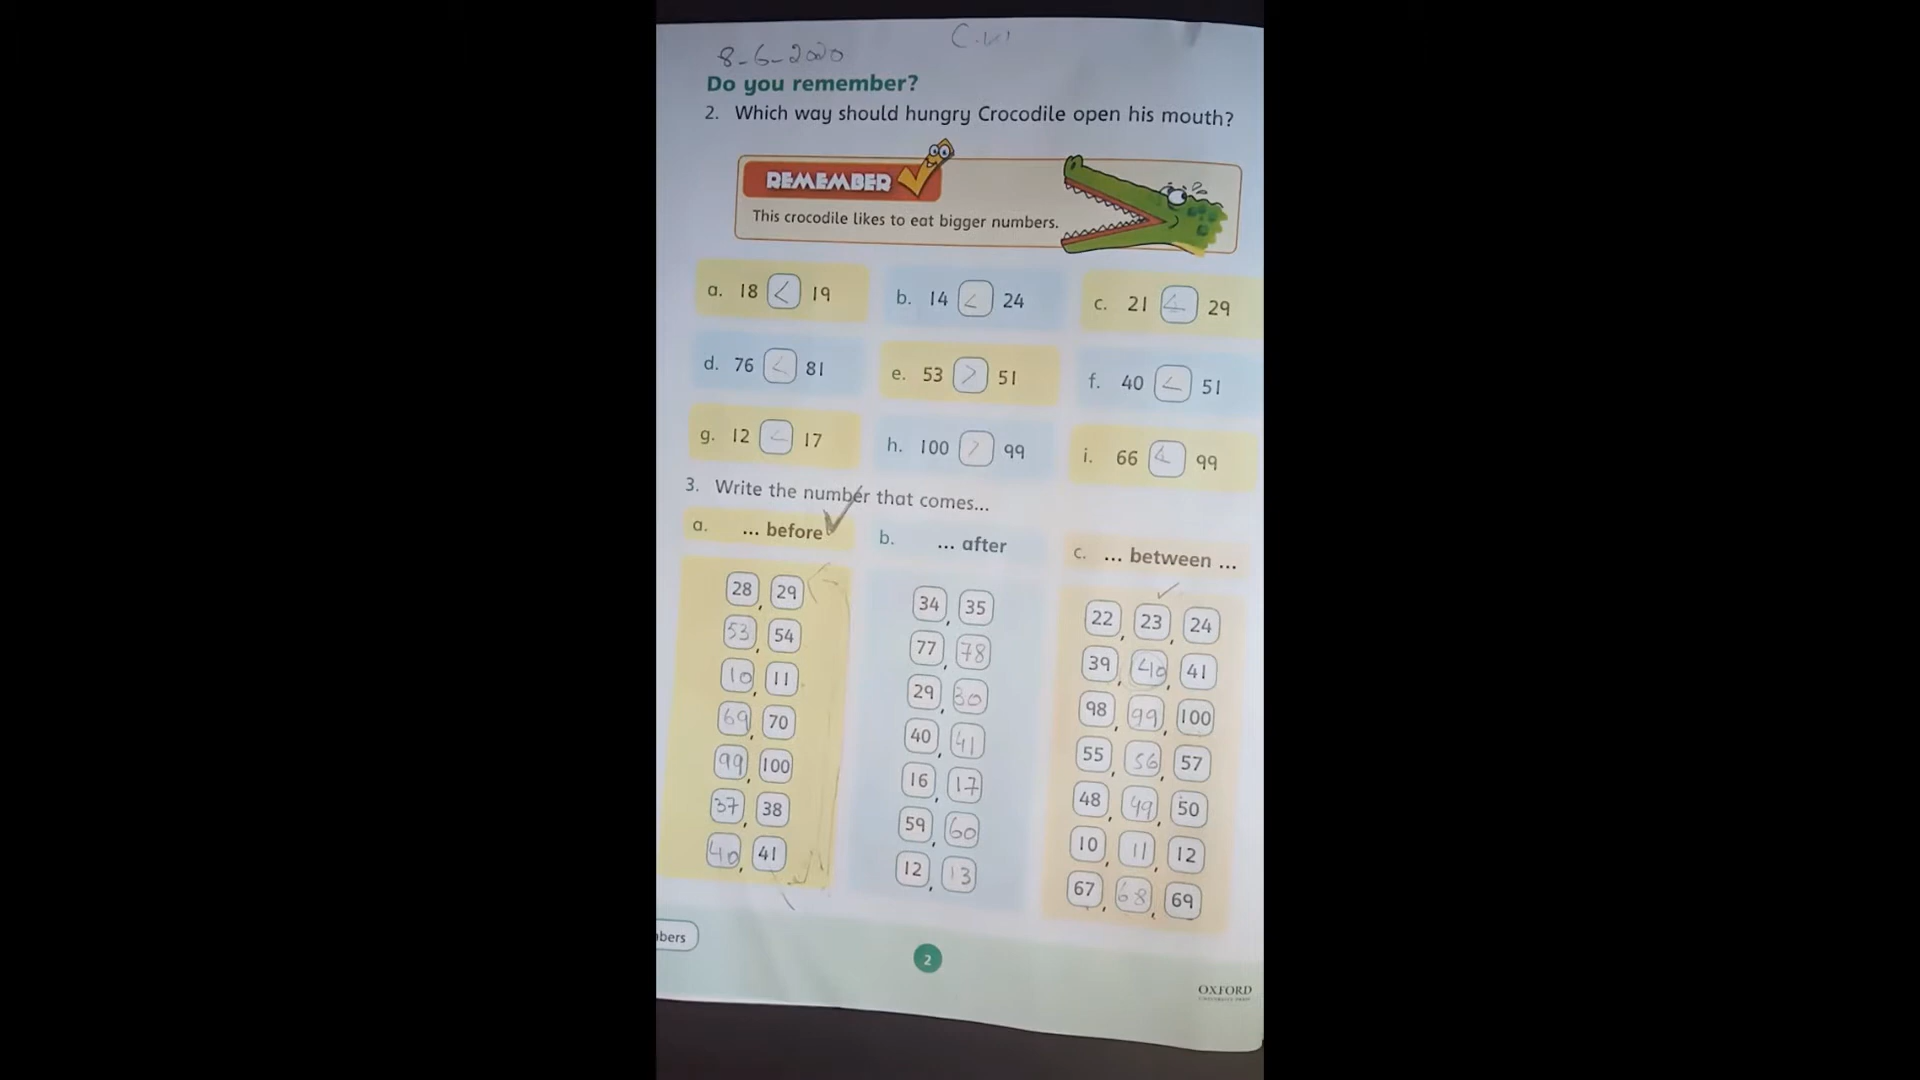 C.W
8-6-2020
Do you remember?
2. Which way should hungry Crocodile open his mouth?
REMEMBER
This crocodile likes to eat bigger numbers.
a. 18 < 19 b. 14 < 24 c. 21 < 29
d. 76 < 81 e. 53 > 51 f. 40 < 51
g. 12 < 17 h. 100 > 99 i. 66 < 99
3. Write the number that comes...
a. ... before b. ... after c. ... between ...
28, 29 34, 35 22, 23, 24
53, 54 77, 78 39, 40, 41
10, 11 29, 30 98, 99, 100
69, 70 40, 41 55, 56, 57
99, 100 16, 17 48, 49, 50
37, 38 59, 60 10, 11, 12
40, 41 12, 13 67, 68, 69
bers
2
OXFORD